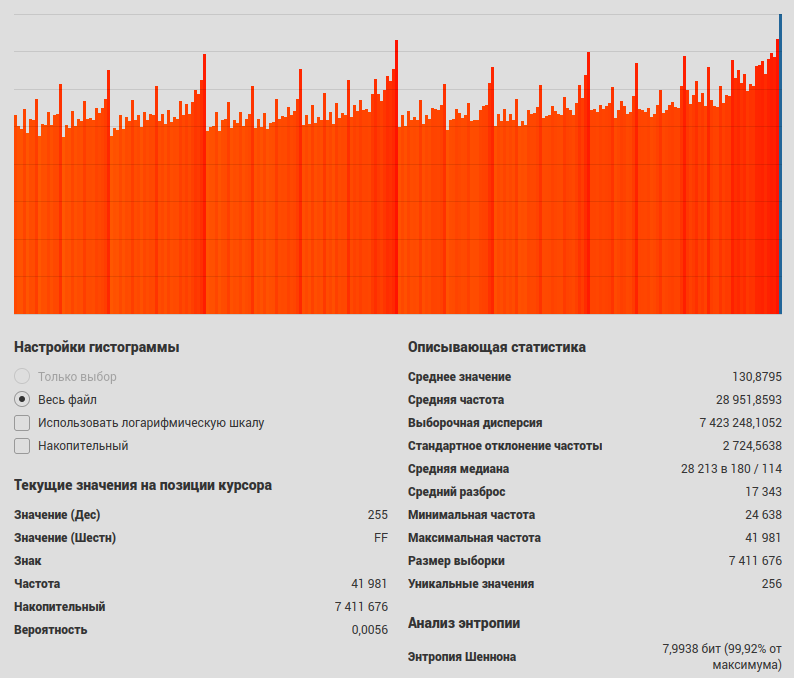 Настройки гистограммы
Только выбор
Весь файл
Использовать логарифмическую шкалу
Накопительный
Текущие значения на позиции курсора
Значение (Дес) 255
Значение (Шестн) FF
Знак
Частота 41 981
Накопительный 7 411 676
Вероятность 0,0056
Описывающая статистика
Среднее значение 130,8795
Средняя частота 28 951,8593
Выборочная дисперсия 7 423 248,1052
Стандартное отклонение частоты 2 724,5638
Средняя медиана 28 213 в 180 / 114
Средний разброс 17 343
Минимальная частота 24 638
Максимальная частота 41 981
Размер выборки 7 411 676
Уникальные значения 256
Анализ энтропии
Энтропия Шеннона 7,9938 бит (99,92% от
максимума)